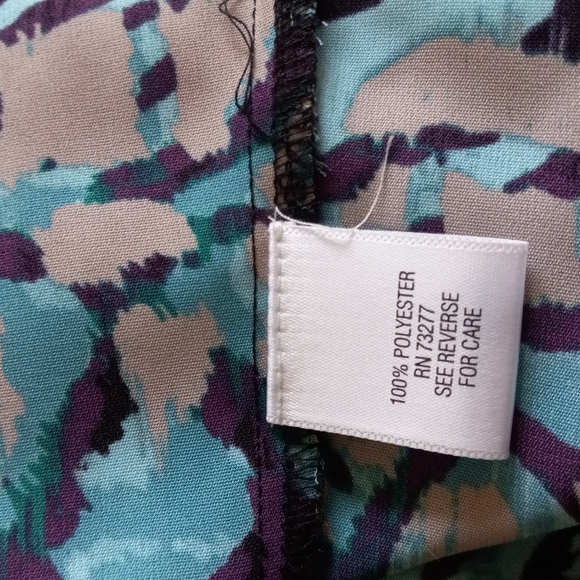 100% POLYESTER
RN 73277
SEE REVERSE
FOR CARE